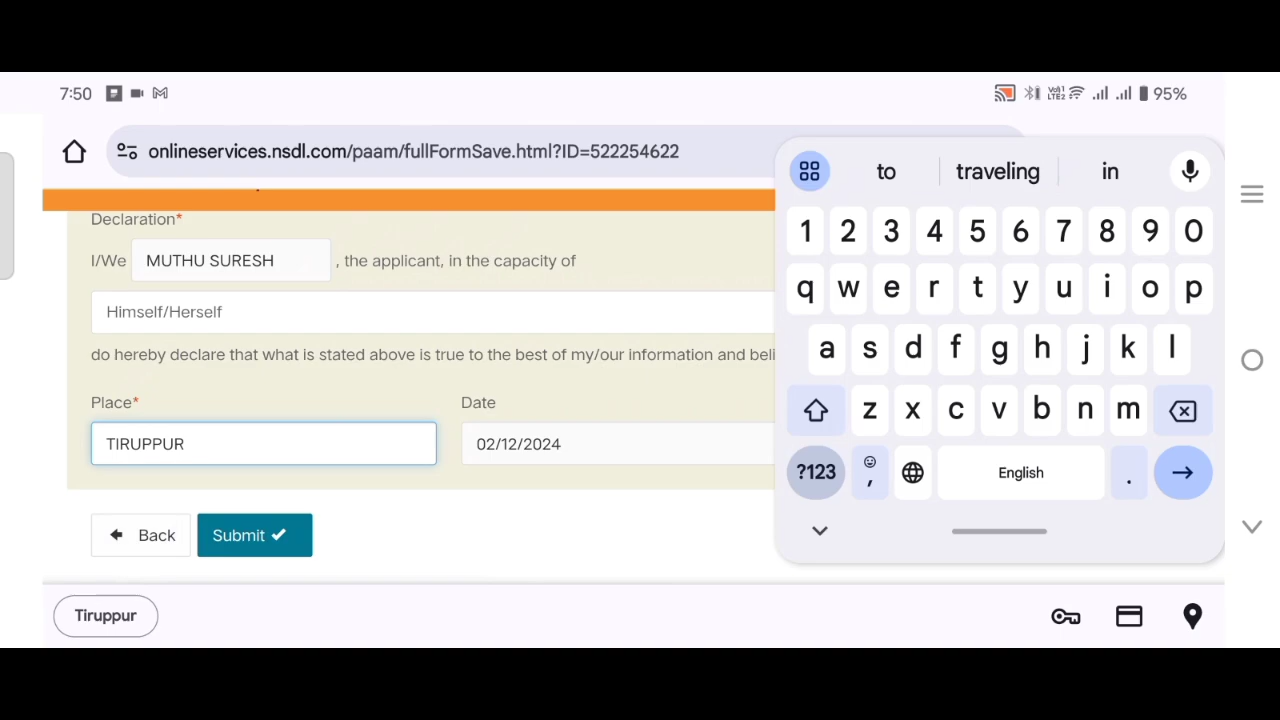 7:50
95%
onlineservices.nsdl.com/paam/fullFormSave.html?ID=522254622
Declaration*
I/We MUTHU SURESH , the applicant, in the capacity of
Himself/Herself
do hereby declare that what is stated above is true to the best of my/our information and beli
Place* Date
TIRUPPUR 02/12/2024
Back Submit
Tiruppur
to traveling in
1 2 3 4 5 6 7 8 9 0
q w e r t y u i o p
a s d f g h j k l
z x c v b n m
?123 , English .